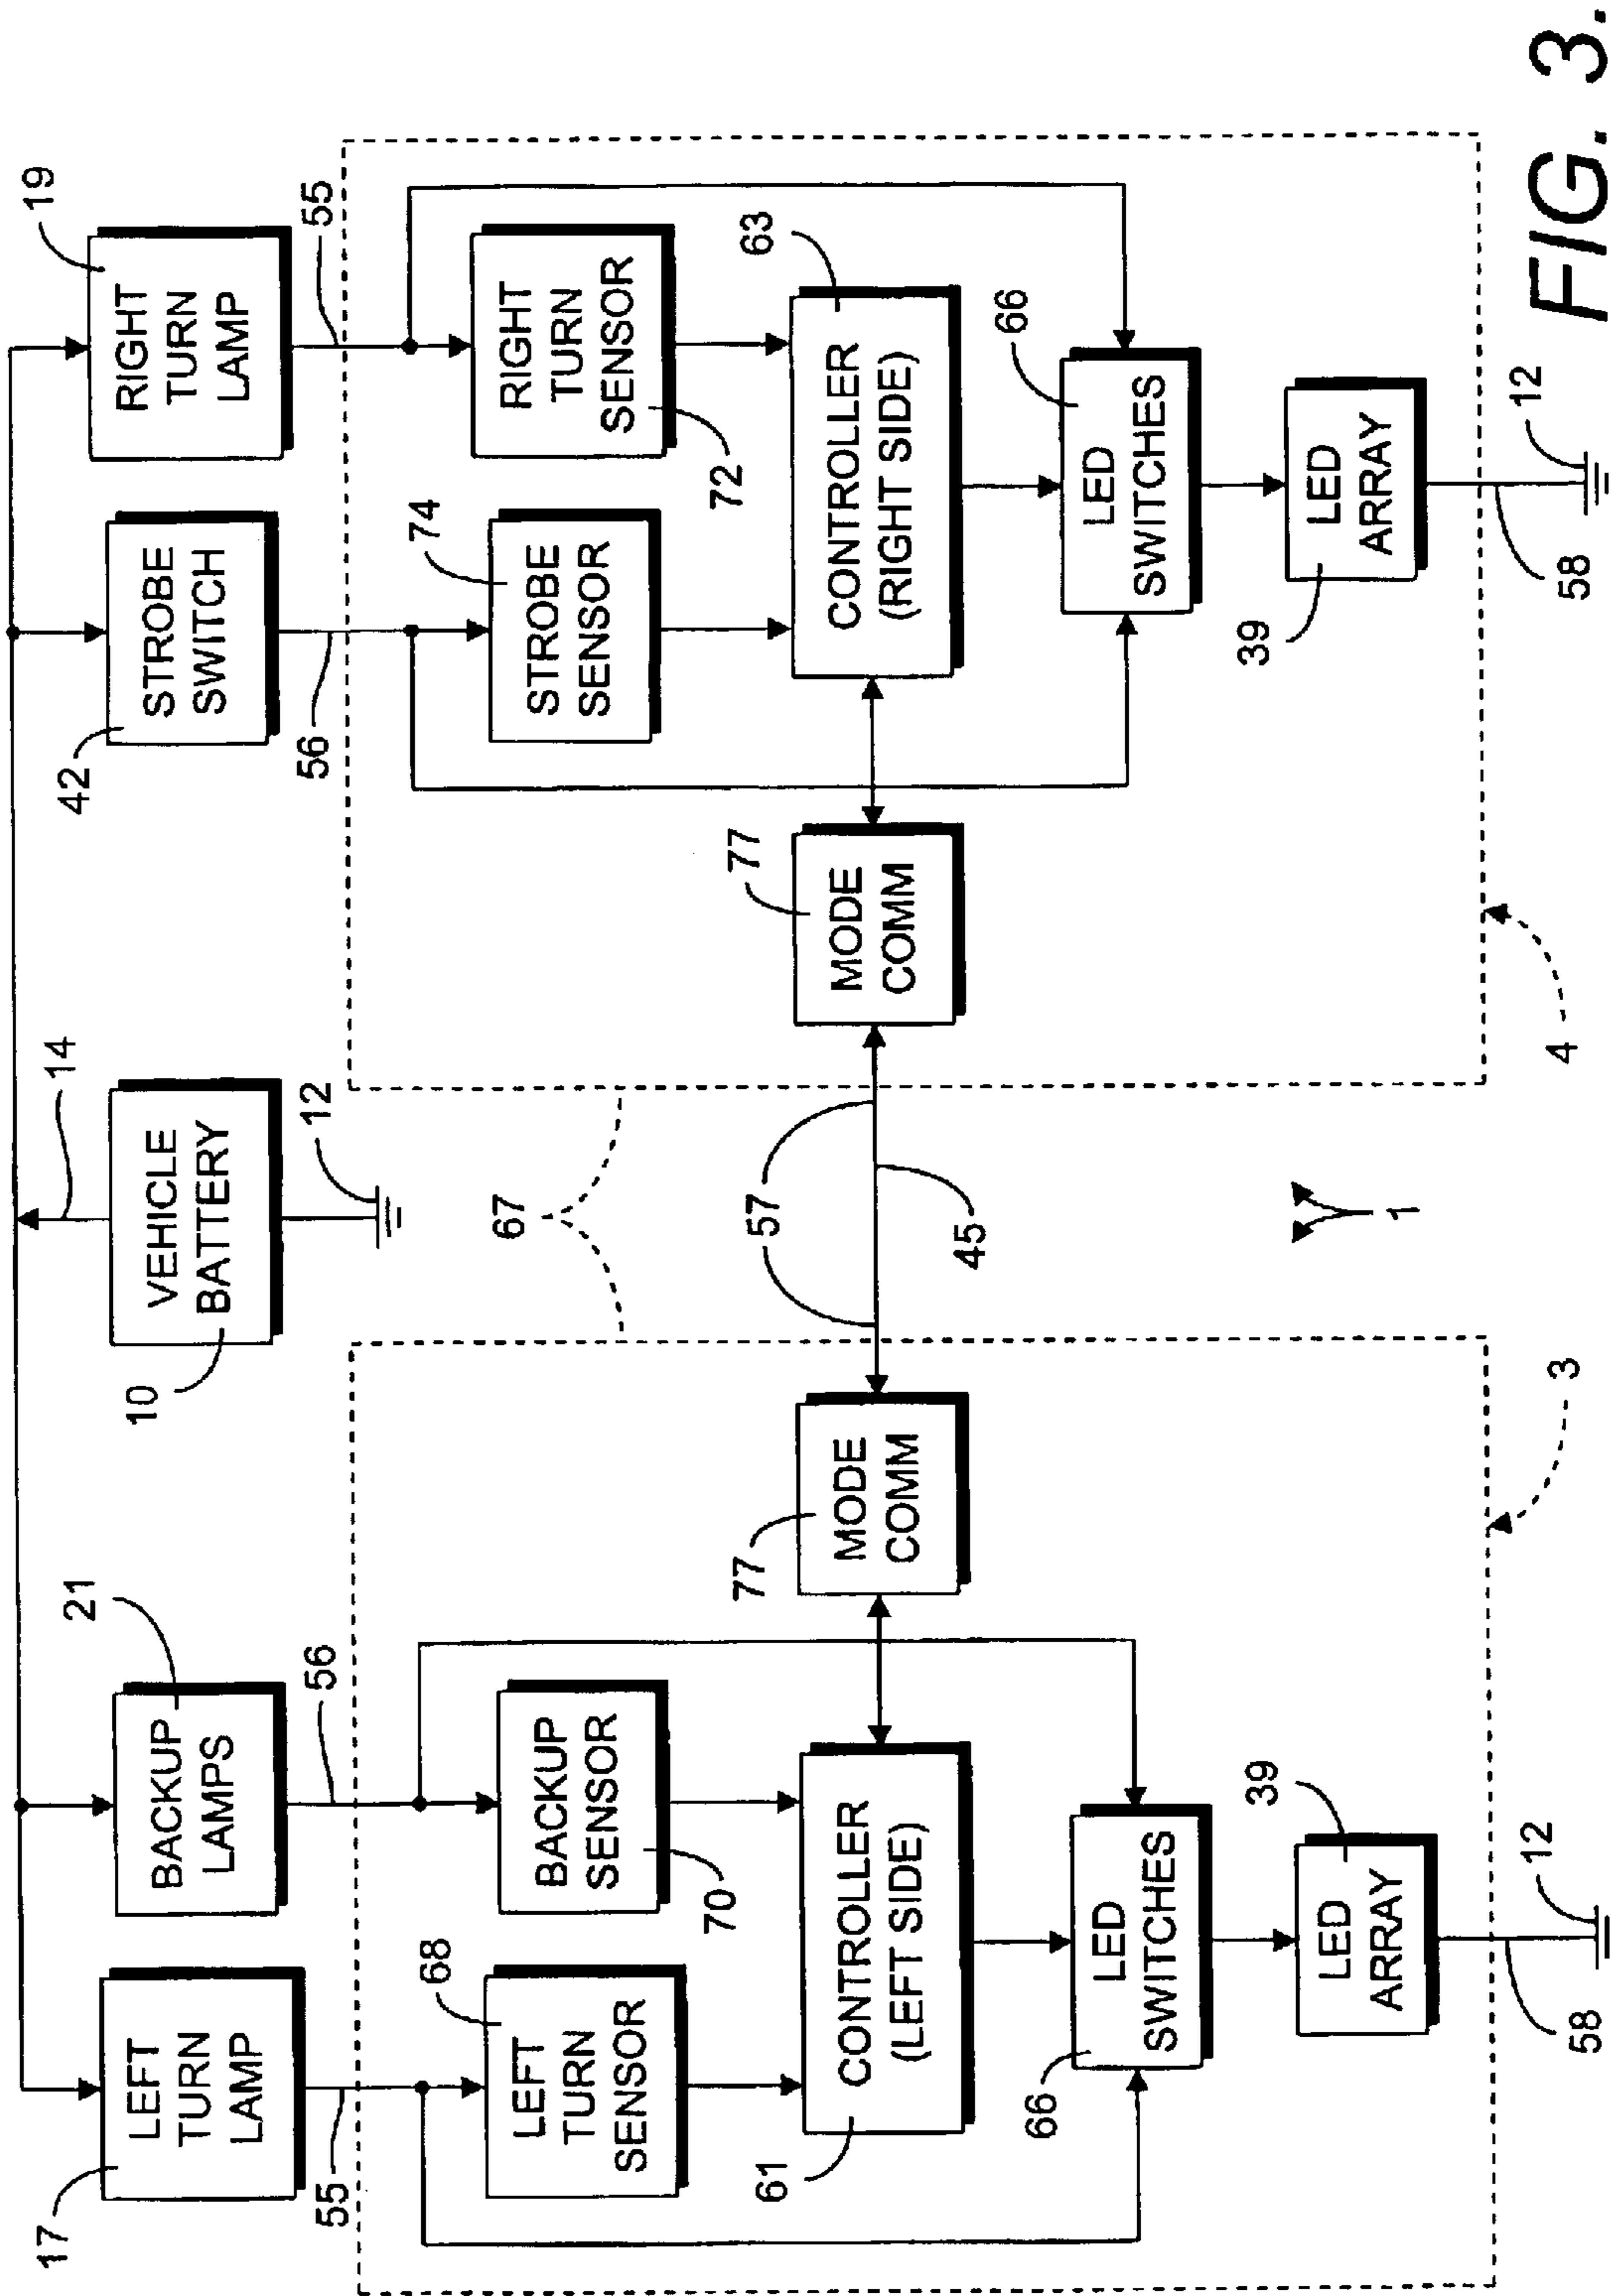 19
RIGHT
TURN
LAMP
55
42
STROBE
SWITCH
56
14
VEHICLE
BATTERY
10
12
21
BACKUP
LAMPS
56
17
LEFT
TURN
LAMP
55
RIGHT
TURN
SENSOR
72
74
STROBE
SENSOR
67
BACKUP
SENSOR
70
68
LEFT
TURN
SENSOR
63
CONTROLLER
(RIGHT SIDE)
77
MODE
COMM
57
45
77
MODE
COMM
CONTROLLER
(LEFT SIDE)
61
66
LED
SWITCHES
LED
SWITCHES
66
LED
ARRAY
39
39
LED
ARRAY
12
58
4
1
3
12
58
FIG. 3.